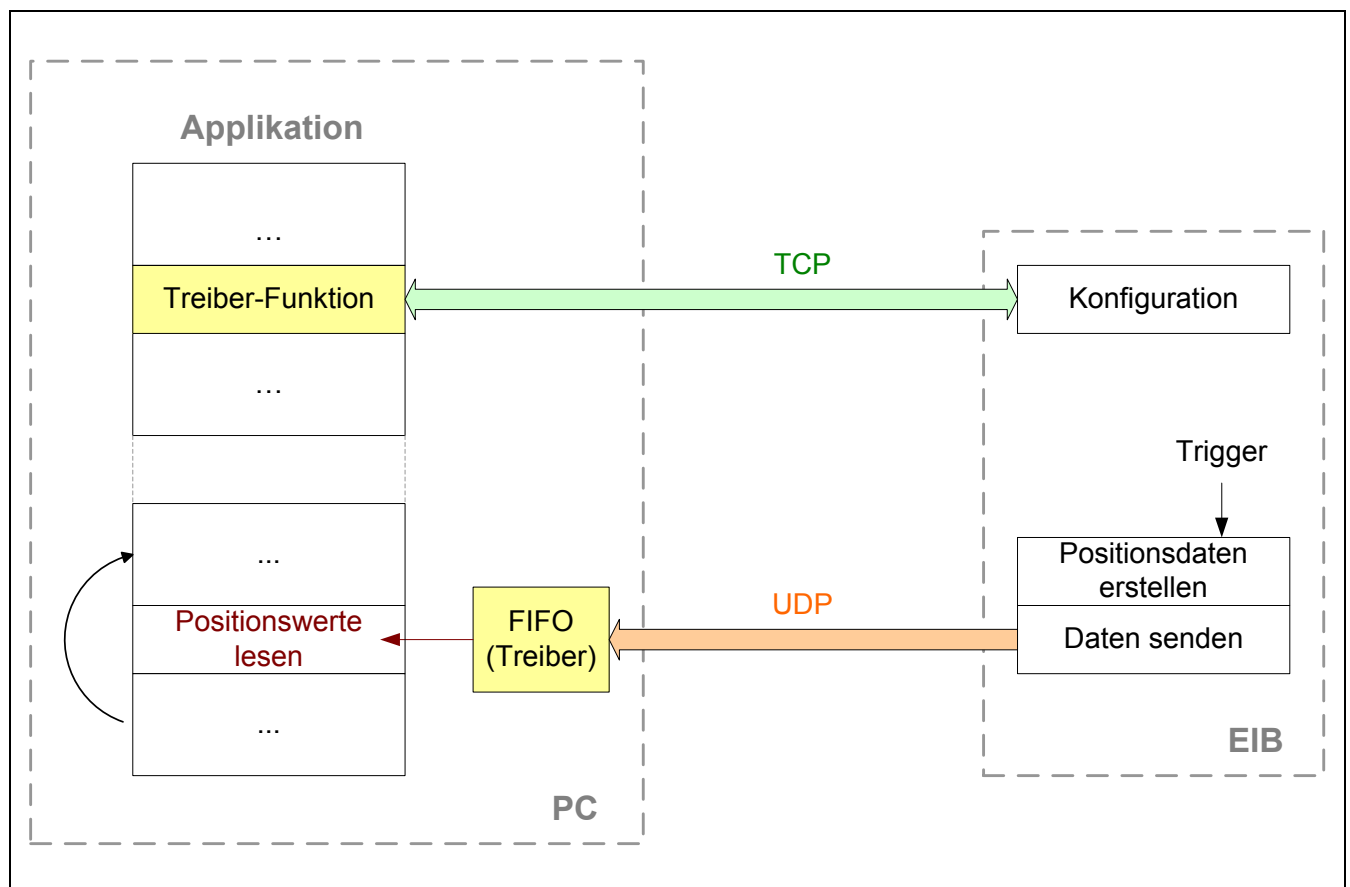 Applikation
...
Treiber-Funktion
TCP
Konfiguration
...
Trigger
...
Positionsdaten
erstellen
Positionswerte
lesen
FIFO
(Treiber)
UDP
Daten senden
...
EIB
PC